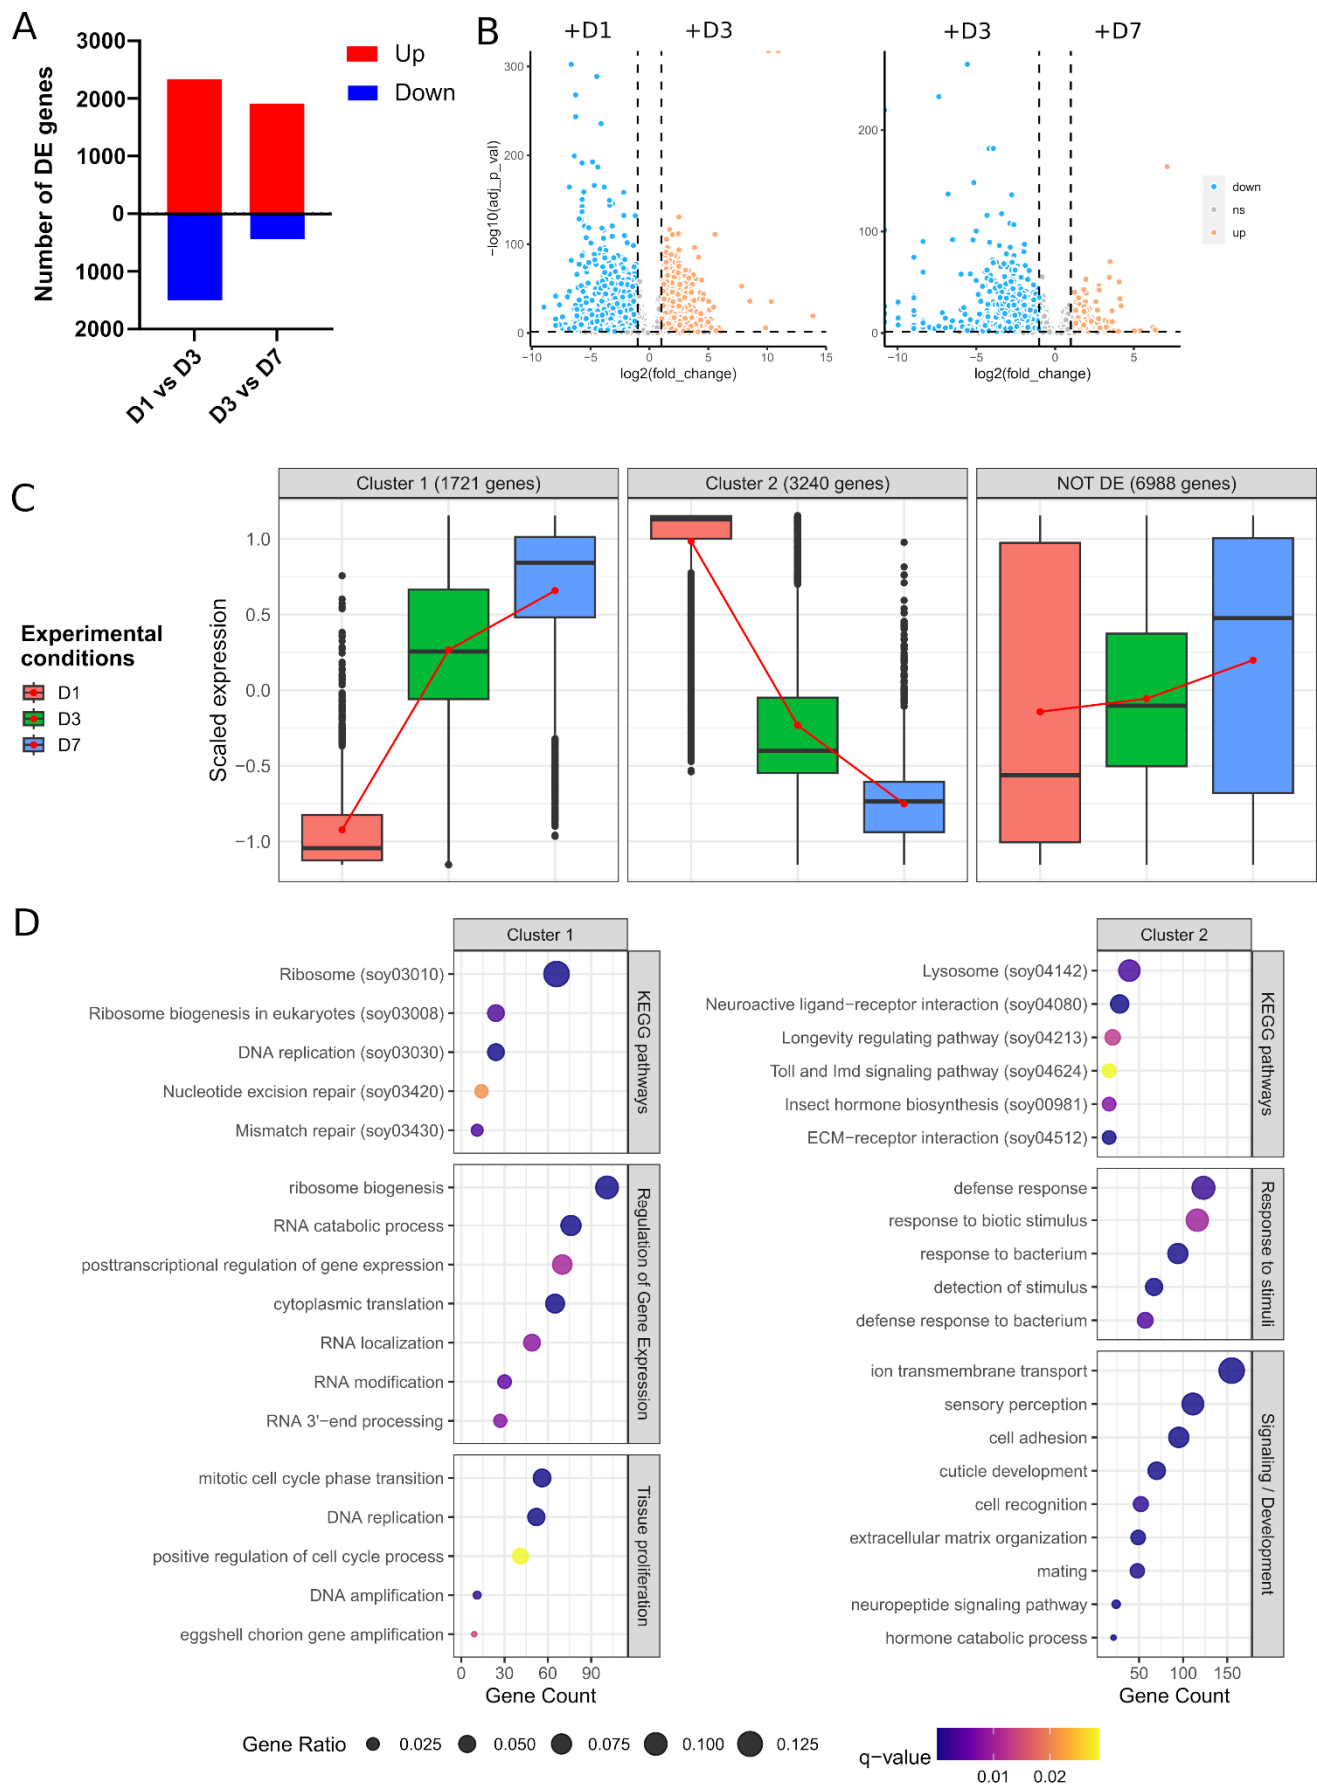 A
3000
2000
1000
0
1000
2000
Number of DE genes
D1 vs D3
D3 vs D7
Up
Down
B
+D1
+D3
300
200
100
0
−log10(adj_p_val)
−10
−5
0
5
10
15
log2(fold_change)
+D3
+D7
200
100
0
−10
−5
0
5
log2(fold_change)
down
ns
up
C
Experimental
conditions
D1
D3
D7
Scaled expression
1.0
0.5
0.0
−0.5
−1.0
Cluster 1 (1721 genes)
Cluster 2 (3240 genes)
NOT DE (6988 genes)
D
Cluster 1
Ribosome (soy03010)
Ribosome biogenesis in eukaryotes (soy03008)
DNA replication (soy03030)
Nucleotide excision repair (soy03420)
Mismatch repair (soy03430)
KEGG pathways
ribosome biogenesis
RNA catabolic process
posttranscriptional regulation of gene expression
cytoplasmic translation
RNA localization
RNA modification
RNA 3'−end processing
Regulation of Gene Expression
mitotic cell cycle phase transition
DNA replication
positive regulation of cell cycle process
DNA amplification
eggshell chorion gene amplification
Tissue proliferation
0
30
60
90
Gene Count
Cluster 2
Lysosome (soy04142)
Neuroactive ligand−receptor interaction (soy04080)
Longevity regulating pathway (soy04213)
Toll and Imd signaling pathway (soy04624)
Insect hormone biosynthesis (soy00981)
ECM−receptor interaction (soy04512)
KEGG pathways
defense response
response to biotic stimulus
response to bacterium
detection of stimulus
defense response to bacterium
Response to stimuli
ion transmembrane transport
sensory perception
cell adhesion
cuticle development
cell recognition
extracellular matrix organization
mating
neuropeptide signaling pathway
hormone catabolic process
Signaling / Development
50
100
150
Gene Count
Gene Ratio
0.025
0.050
0.075
0.100
0.125
q−value
0.01
0.02